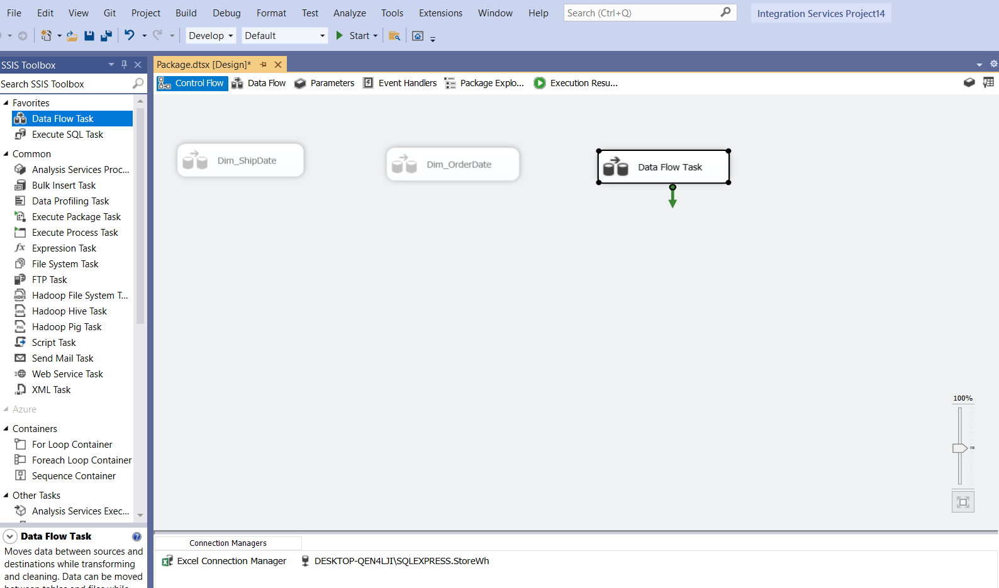 File Edit View Git Project Build Debug Format Test Analyze Tools Extensions Window Help Search (Ctrl+Q) Integration Services Project14
Develop Default Start
SSIS Toolbox
Search SSIS Toolbox
Favorites
Data Flow Task
Execute SQL Task
Common
Analysis Services Proc...
Bulk Insert Task
Data Profiling Task
Execute Package Task
Execute Process Task
Expression Task
File System Task
FTP Task
Hadoop File System T...
Hadoop Hive Task
Hadoop Pig Task
Script Task
Send Mail Task
Web Service Task
XML Task
Azure
Containers
For Loop Container
Foreach Loop Container
Sequence Container
Other Tasks
Analysis Services Exec...
Data Flow Task
Moves data between sources and
destinations while transforming
and cleaning. Data can be moved
between tables and files while
Package.dtsx [Design]*
Control Flow Data Flow Parameters Event Handlers Package Explo... Execution Resu...
Dim_ShipDate
Dim_OrderDate
Data Flow Task
100%
Connection Managers
Excel Connection Manager DESKTOP-QEN4LJI\SQLEXPRESS.StoreWh